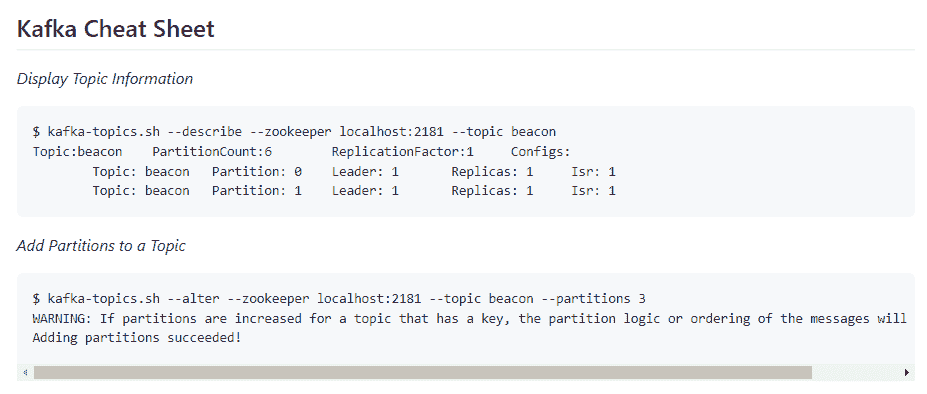 Kafka Cheat Sheet
Display Topic Information
$ kafka-topics.sh --describe --zookeeper localhost:2181 --topic beacon
Topic:beacon    PartitionCount:6        ReplicationFactor:1     Configs:
        Topic: beacon   Partition: 0    Leader: 1       Replicas: 1     Isr: 1
        Topic: beacon   Partition: 1    Leader: 1       Replicas: 1     Isr: 1
Add Partitions to a Topic
$ kafka-topics.sh --alter --zookeeper localhost:2181 --topic beacon --partitions 3
WARNING: If partitions are increased for a topic that has a key, the partition logic or ordering of the messages will
Adding partitions succeeded!